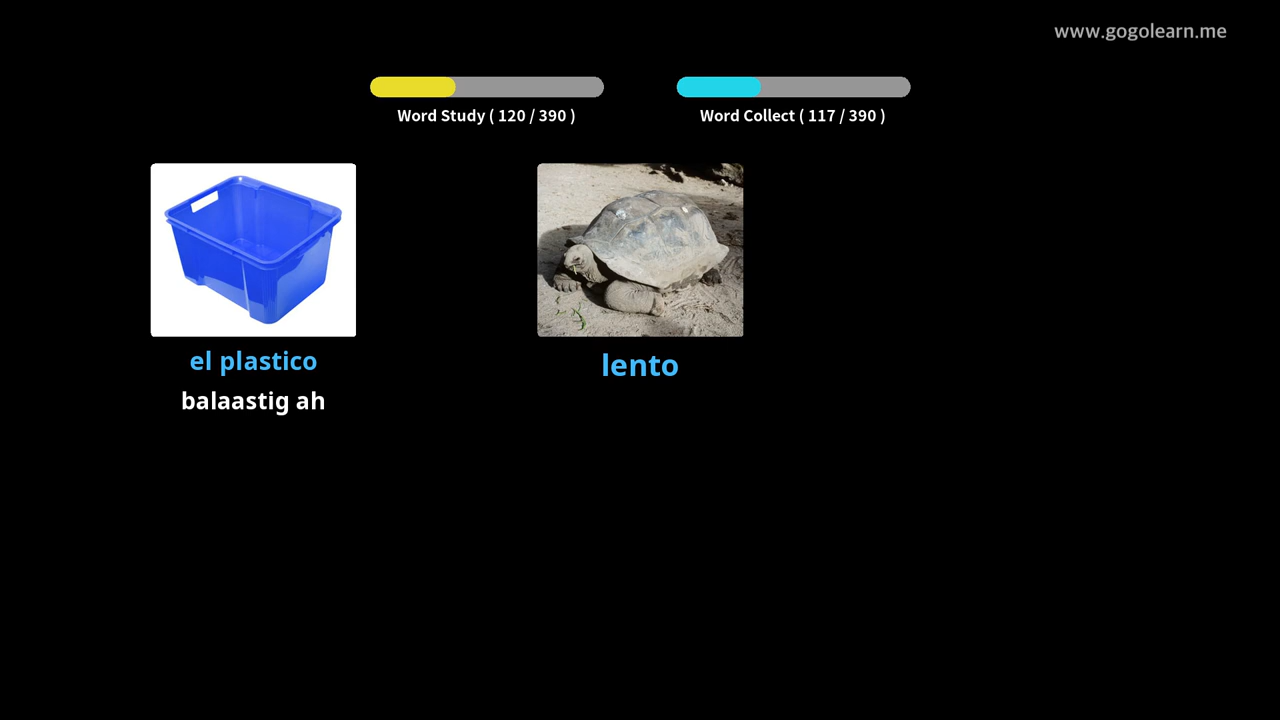 www.gogolearn.me
Word Study ( 120 / 390 )
Word Collect ( 117 / 390 )
el plastico
balaastig ah
lento